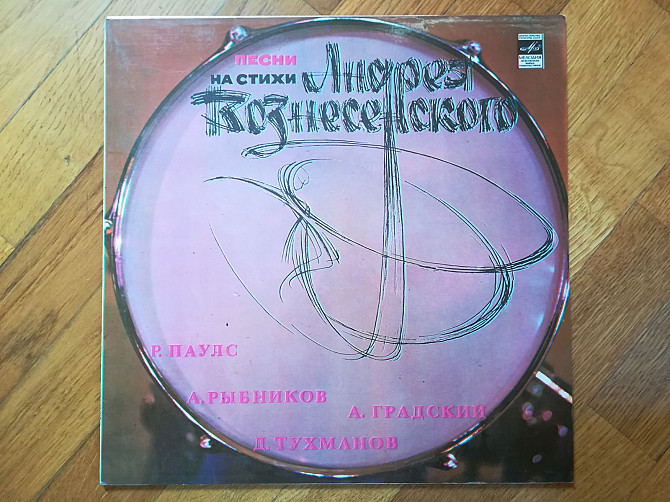 ПЕСНИ
НА СТИХИ Андрея
Вознесенского
МЕЛОДИЯ
Р. ПАУЛС
А. РЫБНИКОВ
А. ГРАДСКИЙ
Д. ТУХМАНОВ